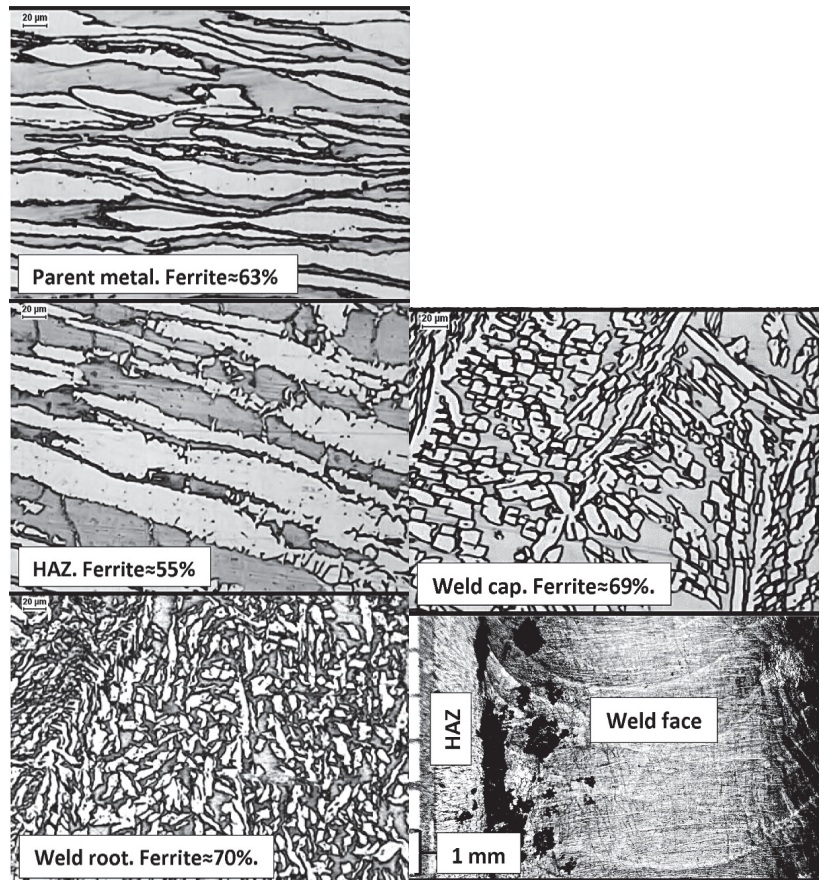 20 µm
Parent metal. Ferrite≈63%
20 µm
HAZ. Ferrite≈55%
20 µm
Weld cap. Ferrite≈69%.
20 µm
Weld root. Ferrite≈70%.
HAZ
Weld face
1 mm